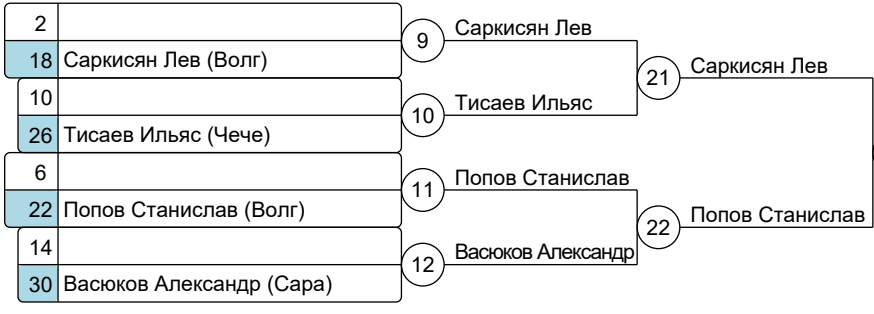 2
9
Саркисян Лев
18 Саркисян Лев (Волг)
21
Саркисян Лев
10
10
Тисаев Ильяс
26 Тисаев Ильяс (Чече)
6
11
Попов Станислав
22 Попов Станислав (Волг)
22
Попов Станислав
14
12
Васюков Александр
30 Васюков Александр (Сара)